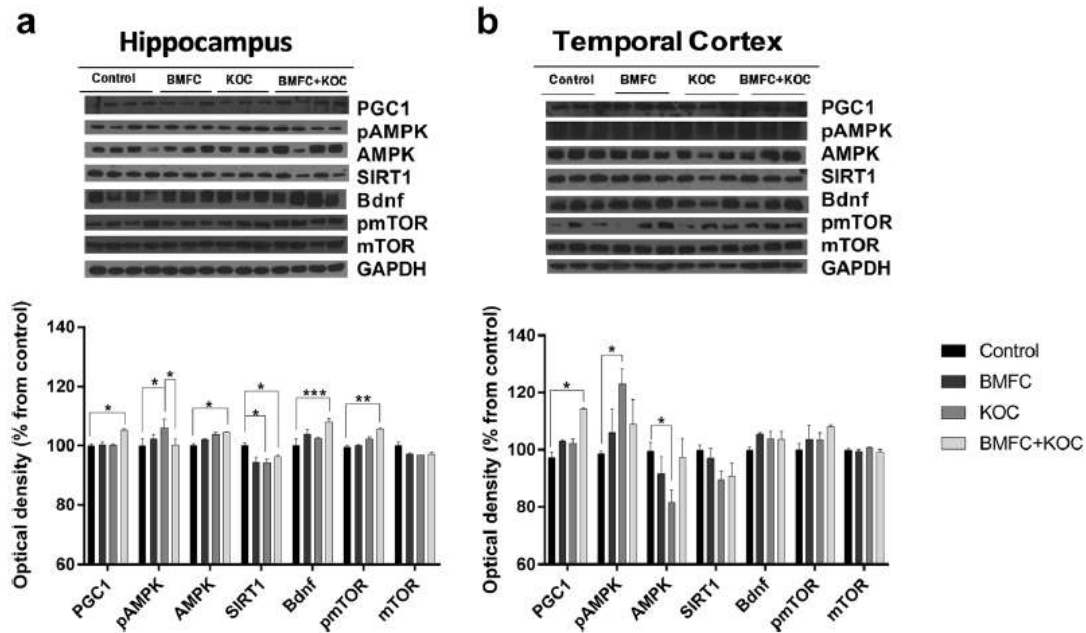 a
Hippocampus
Control BMFC KOC BMFC+KOC
PGC1
pAMPK
AMPK
SIRT1
Bdnf
pmTOR
mTOR
GAPDH
Optical density (% from control)
140
120
100
80
60
* * * * * * *** **
PGC1 pAMPK AMPK SIRT1 Bdnf pmTOR mTOR
b
Temporal Cortex
Control BMFC KOC BMFC+KOC
PGC1
pAMPK
AMPK
SIRT1
Bdnf
pmTOR
mTOR
GAPDH
Optical density (% from control)
140
120
100
80
60
* * *
PGC1 pAMPK AMPK SIRT1 Bdnf pmTOR mTOR
Control
BMFC
KOC
BMFC+KOC